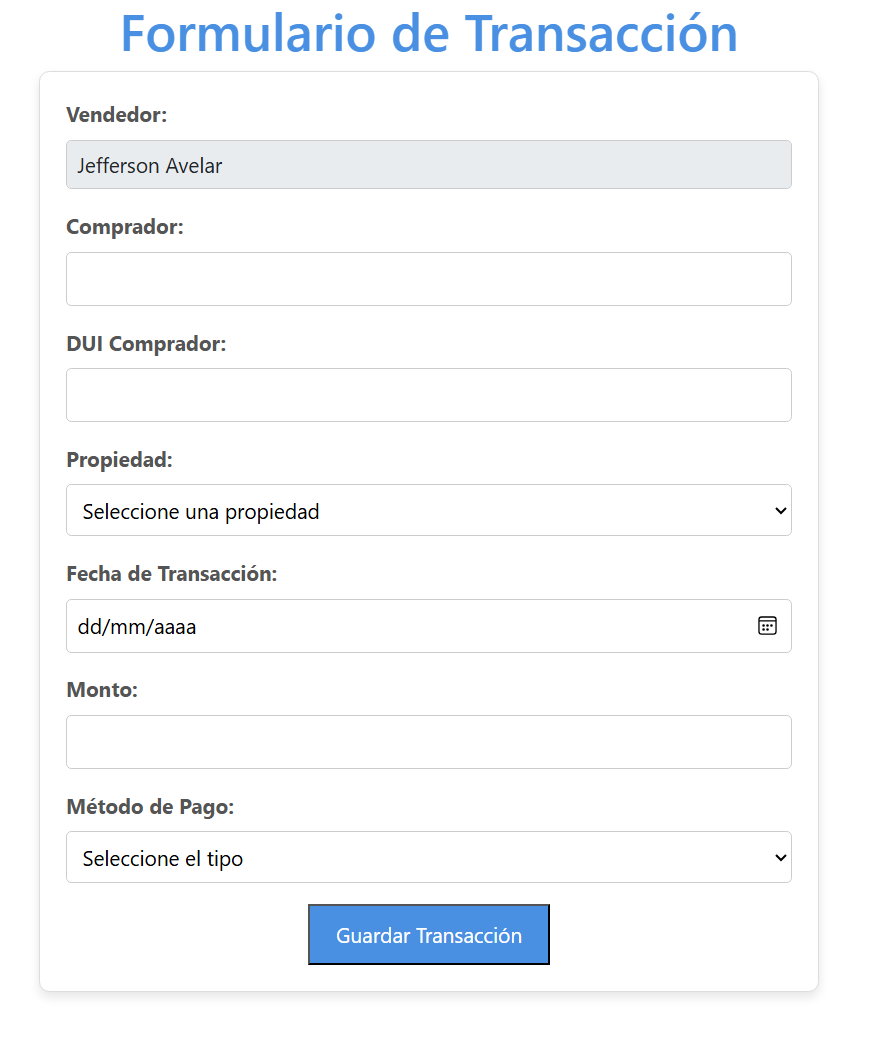 Formulario de Transacción
Vendedor:
Jefferson Avelar
Comprador:
DUI Comprador:
Propiedad:
Seleccione una propiedad
Fecha de Transacción:
dd/mm/aaaa
Monto:
Método de Pago:
Seleccione el tipo
Guardar Transacción